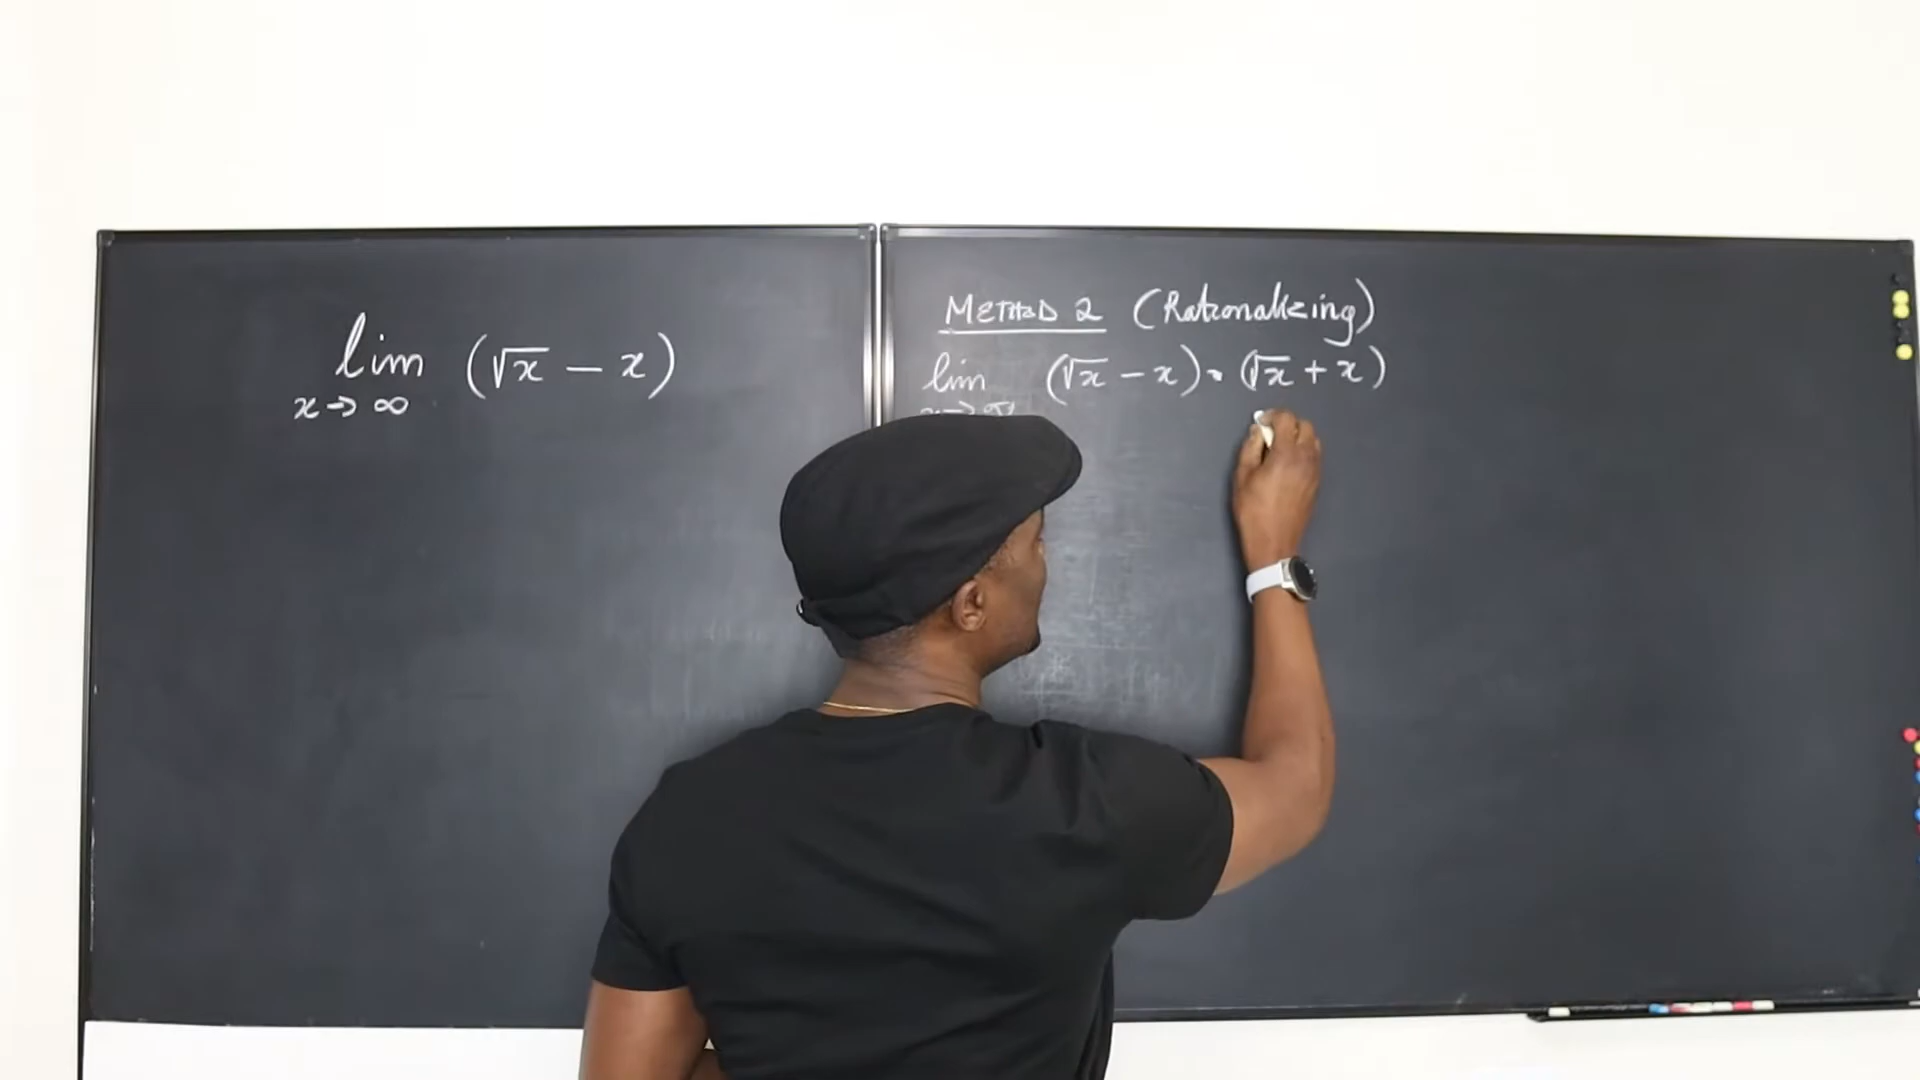 lim (√x − x)
x → ∞
METHOD 2 (Rationalizing)
lim (√x − x) · (√x + x)
x → ∞